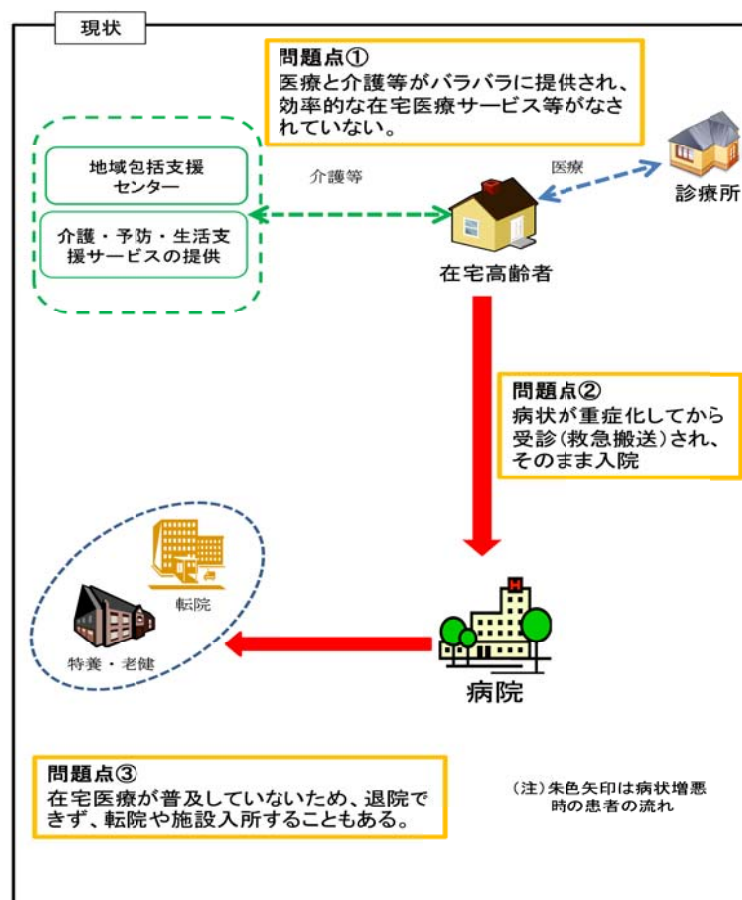 現状
問題点①
医療と介護等がバラバラに提供され、
効率的な在宅医療サービス等がなさ
れていない。
地域包括支援
センター
介護・予防・生活支
援サービスの提供
介護等
医療
診療所
在宅高齢者
問題点②
病状が重症化してから
受診(救急搬送)され、
そのまま入院
転院
特養・老健
H
病院
問題点③
在宅医療が普及していないため、退院で
きず、転院や施設入所することもある。
(注)朱色矢印は病状増悪
時の患者の流れ